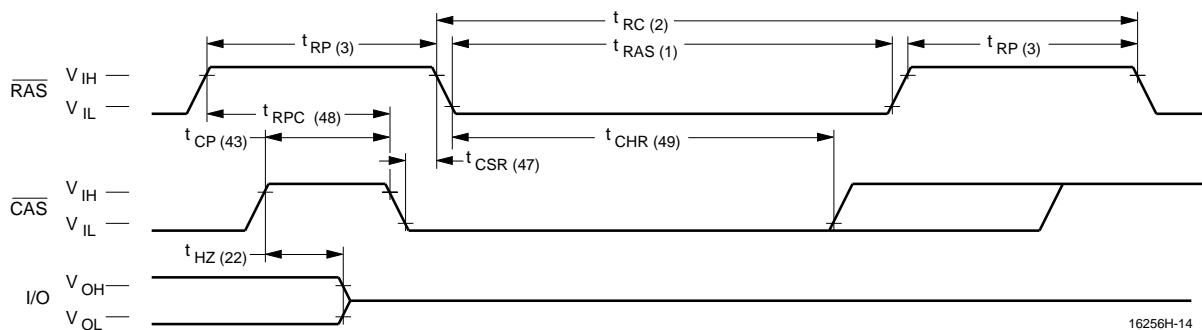 t RC (2)
t RP (3)
t RAS (1)
t RP (3)
RAS
V IH
V IL
t RPC (48)
t CP (43)
t CHR (49)
t CSR (47)
CAS
V IH
V IL
t HZ (22)
I/O
V OH
V OL
16256H-14